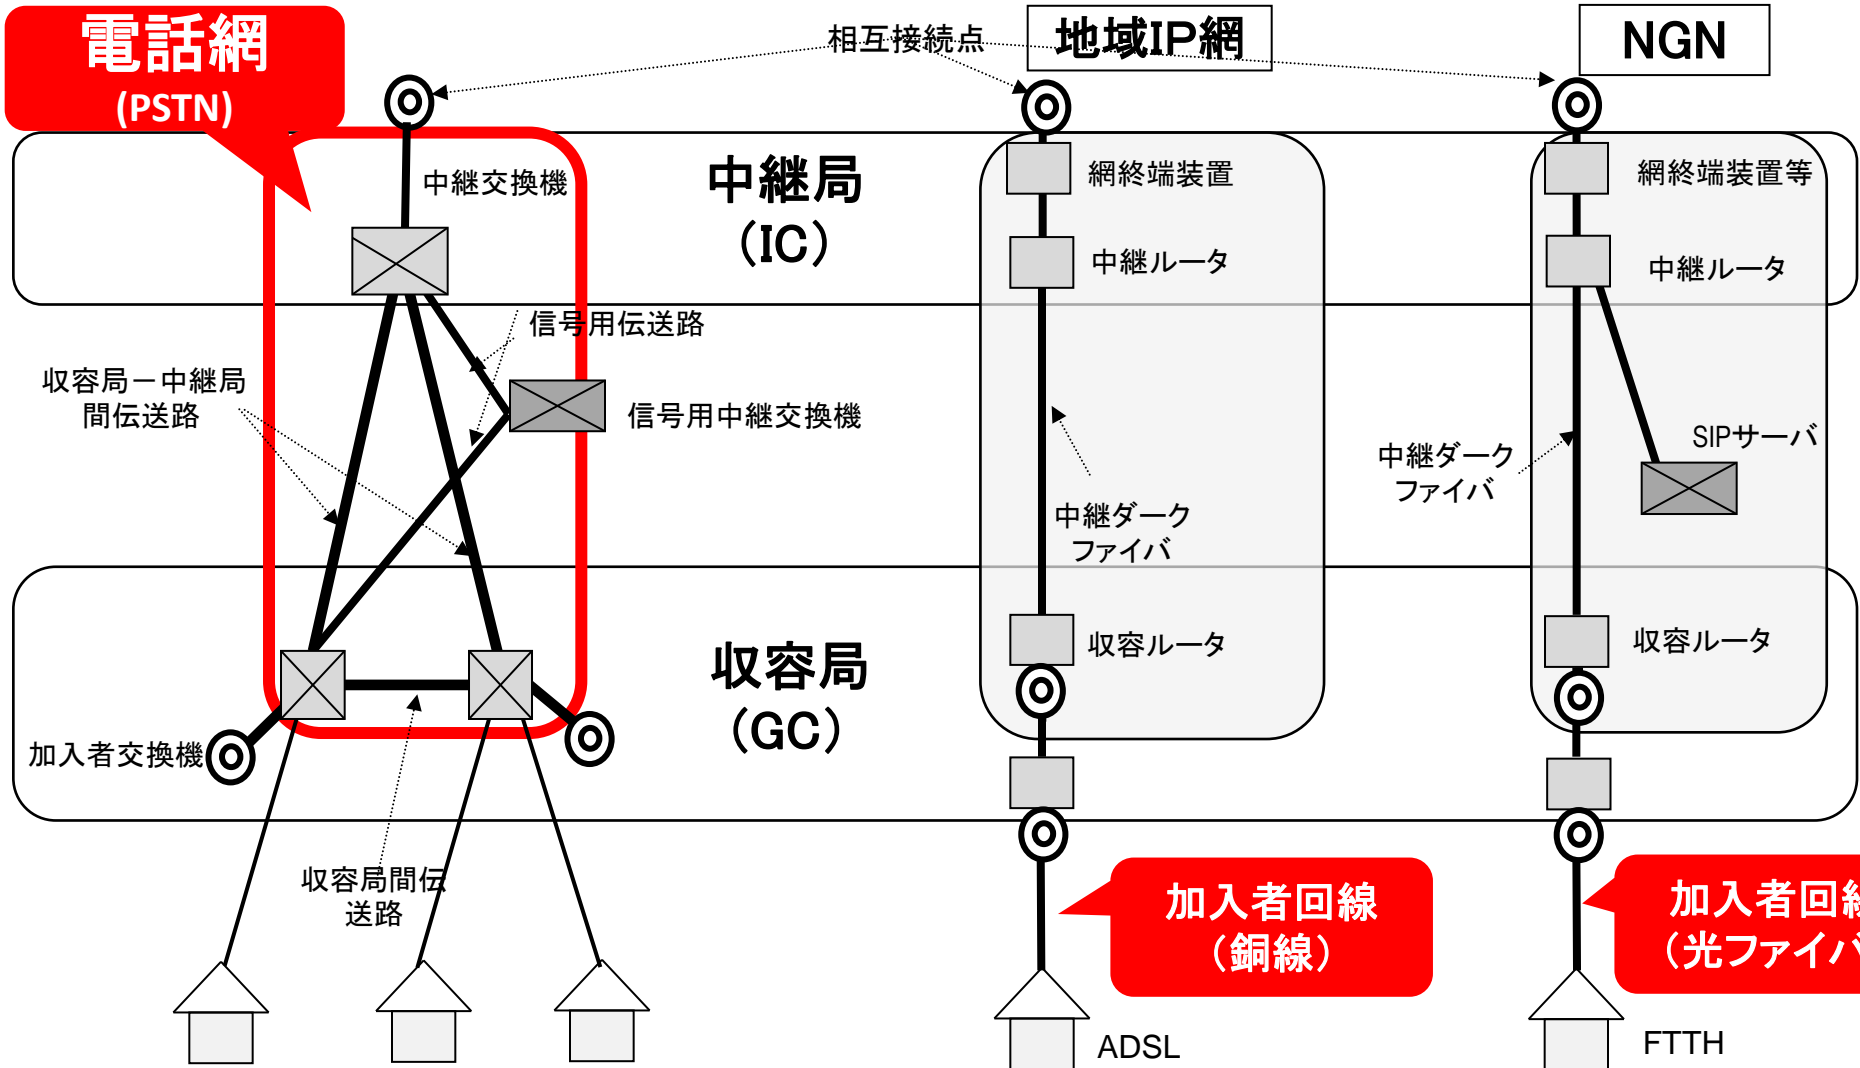 電話網
(PSTN)
相互接続点
地域IP網
NGN
中継交換機
中継局
（IC）
網終端装置
網終端装置等
中継ルータ
中継ルータ
信号用伝送路
収容局－中継局
間伝送路
信号用中継交換機
SIPサーバ
中継ダーク
ファイバ
中継ダーク
ファイバ
収容局
（GC）
収容ルータ
収容ルータ
加入者交換機
収容局間伝
送路
加入者回線
（銅線）
加入者回線
（光ファイバ
ADSL
FTTH